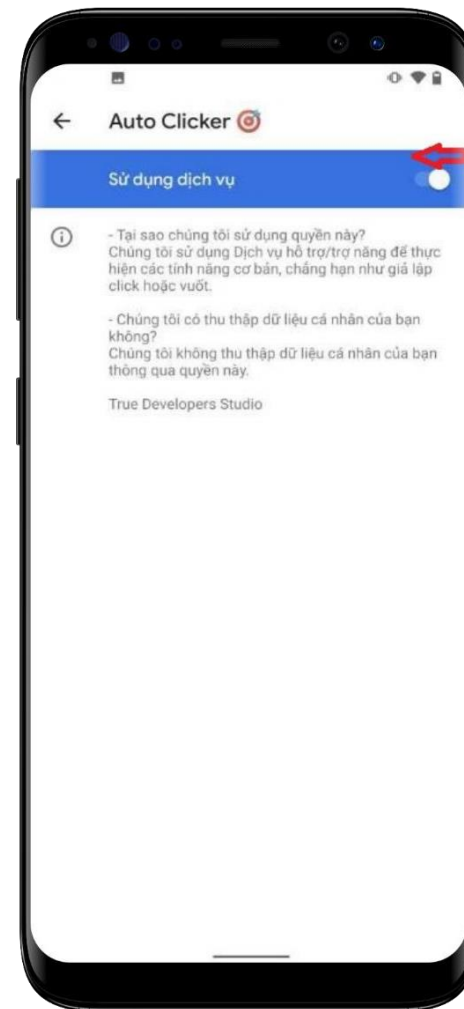 Auto Clicker
Sử dụng dịch vụ
- Tại sao chúng tôi sử dụng quyền này?
Chúng tôi sử dụng Dịch vụ hỗ trợ/trợ năng để thực
hiện các tính năng cơ bản, chẳng hạn như giả lập
click hoặc vuốt.
- Chúng tôi có thu thập dữ liệu cá nhân của bạn
không?
Chúng tôi không thu thập dữ liệu cá nhân của bạn
thông qua quyền này.
True Developers Studio